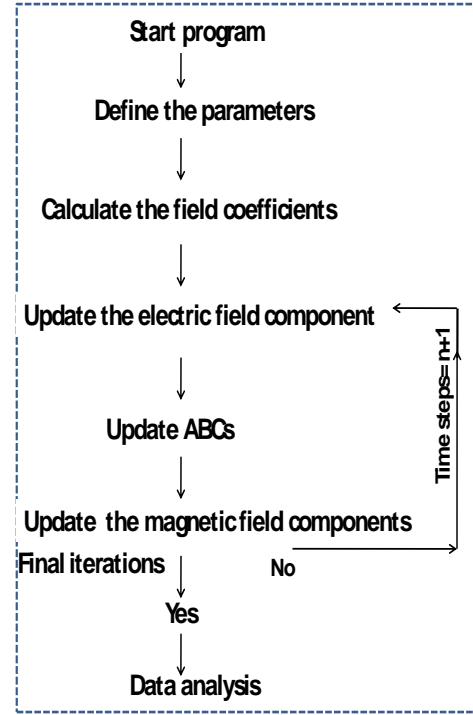 Start program
Define the parameters
Calculate the field coefficients
Update the electric field component
Time steps=n+1
Update ABCs
Update the magnetic field components
Final iterations
No
Yes
Data analysis